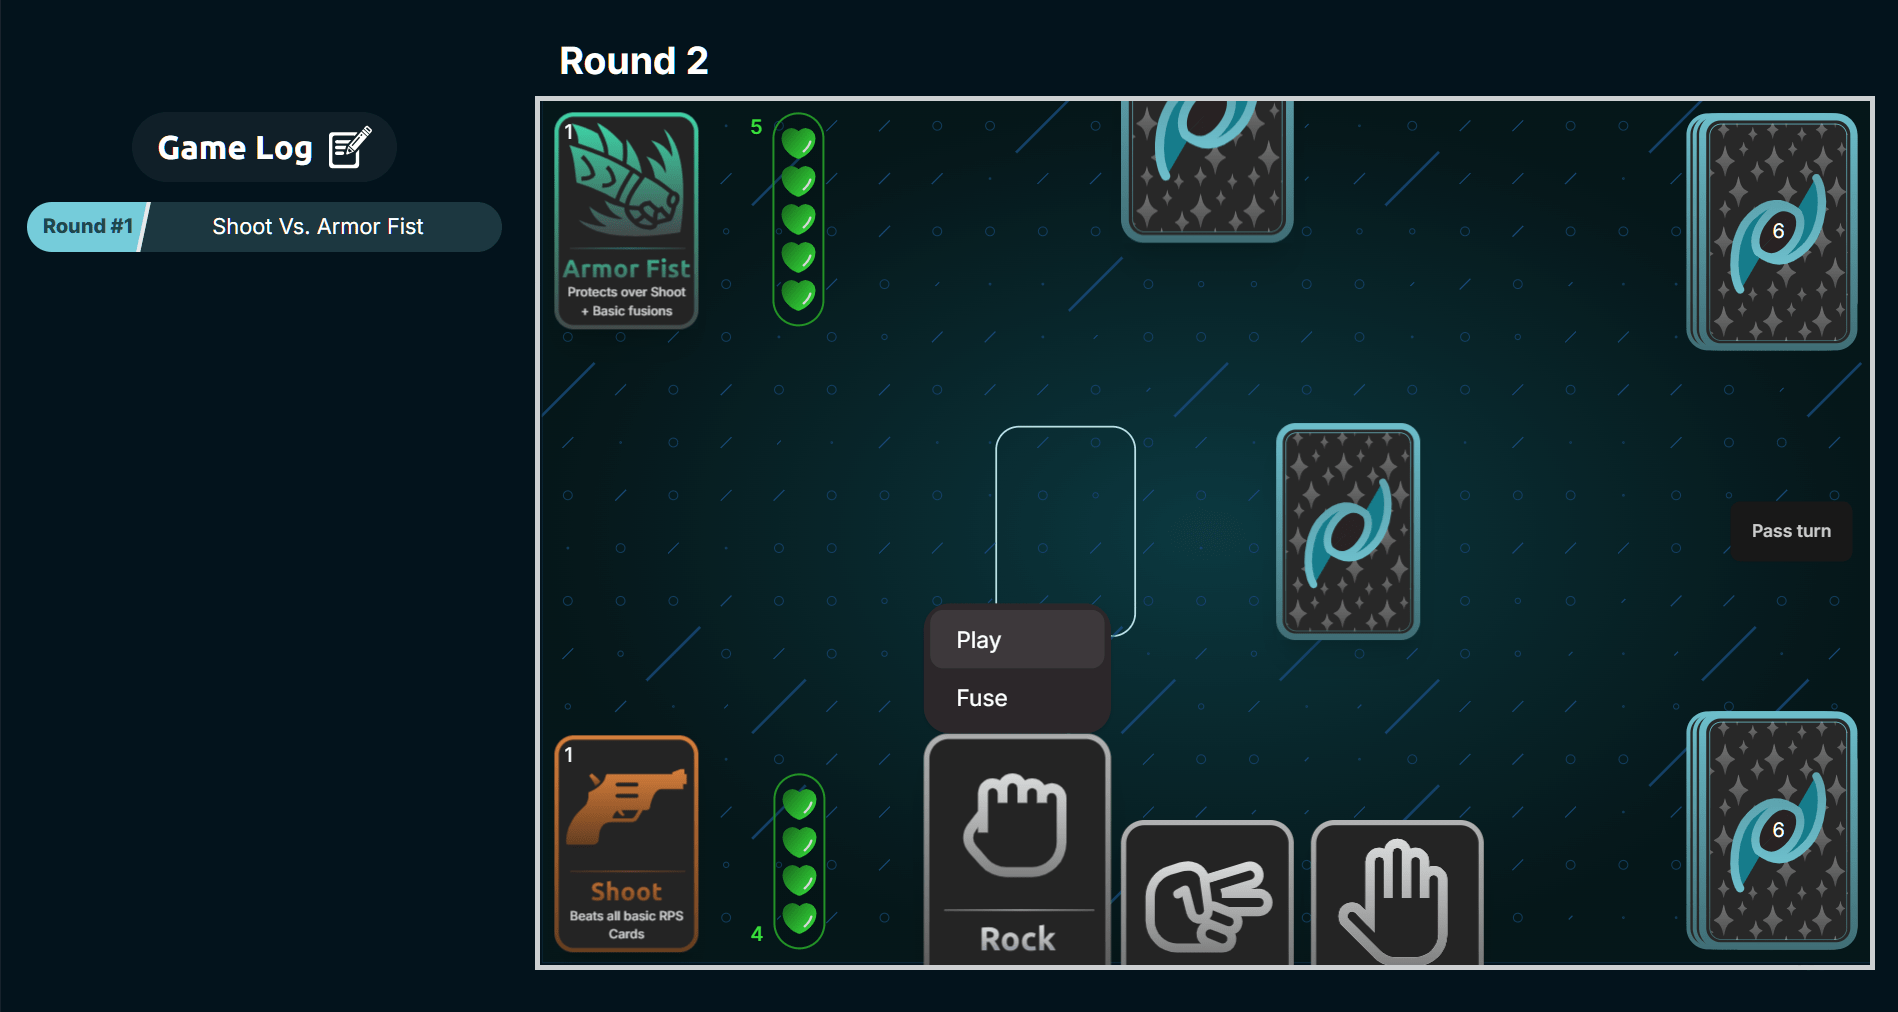 Round 2
Game Log
Round #1
Shoot Vs. Armor Fist
1
Armor Fist
Protects over Shoot
+ Basic fusions
5
6
Pass turn
Play
Fuse
1
Shoot
Beats all basic RPS
Cards
4
Rock
6